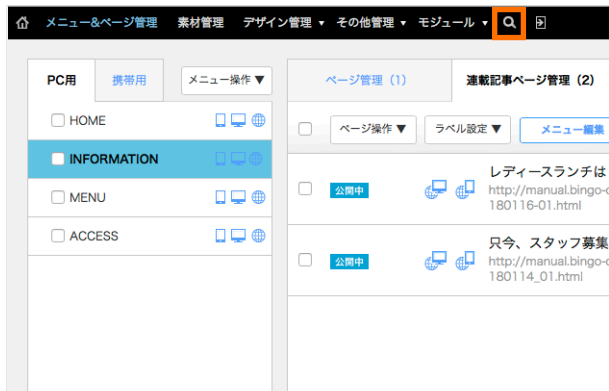 メニュー&ページ管理 素材管理 デザイン管理 ▼ その他管理 ▼ モジュール ▼
PC用 携帯用 メニュー操作▼
HOME
INFORMATION
MENU
ACCESS
ページ管理（1） 連載記事ページ管理（2）
ページ操作▼ ラベル設定▼ メニュー編集
公開中
レディースランチは
http://manual.bingo-c
180116-01.html
公開中
只今、スタッフ募集
http://manual.bingo-c
180114_01.html